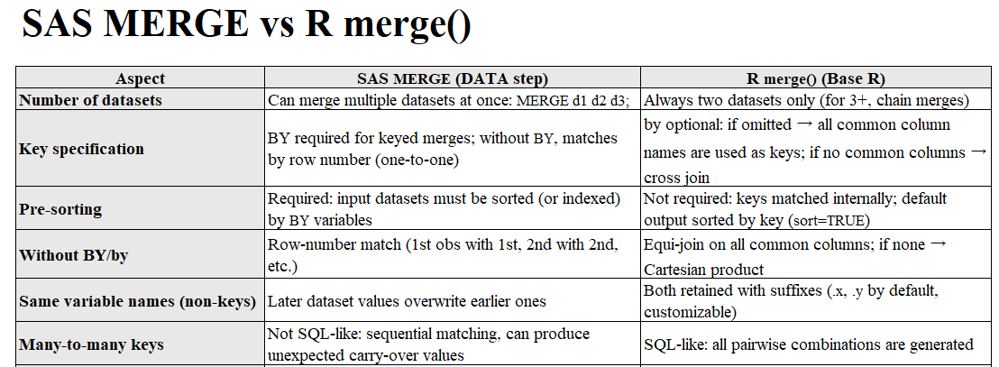 SAS MERGE vs R merge()
Aspect
SAS MERGE (DATA step)
R merge() (Base R)
Number of datasets
Can merge multiple datasets at once: MERGE d1 d2 d3;
Always two datasets only (for 3+, chain merges)
Key specification
BY required for keyed merges; without BY, matches
by row number (one-to-one)
by optional: if omitted → all common column
names are used as keys; if no common columns →
cross join
Pre-sorting
Required: input datasets must be sorted (or indexed)
by BY variables
Not required: keys matched internally; default
output sorted by key (sort=TRUE)
Without BY/by
Row-number match (1st obs with 1st, 2nd with 2nd,
etc.)
Equi-join on all common columns; if none →
Cartesian product
Same variable names (non-keys)
Later dataset values overwrite earlier ones
Both retained with suffixes (.x, .y by default,
customizable)
Many-to-many keys
Not SQL-like: sequential matching, can produce
unexpected carry-over values
SQL-like: all pairwise combinations are generated